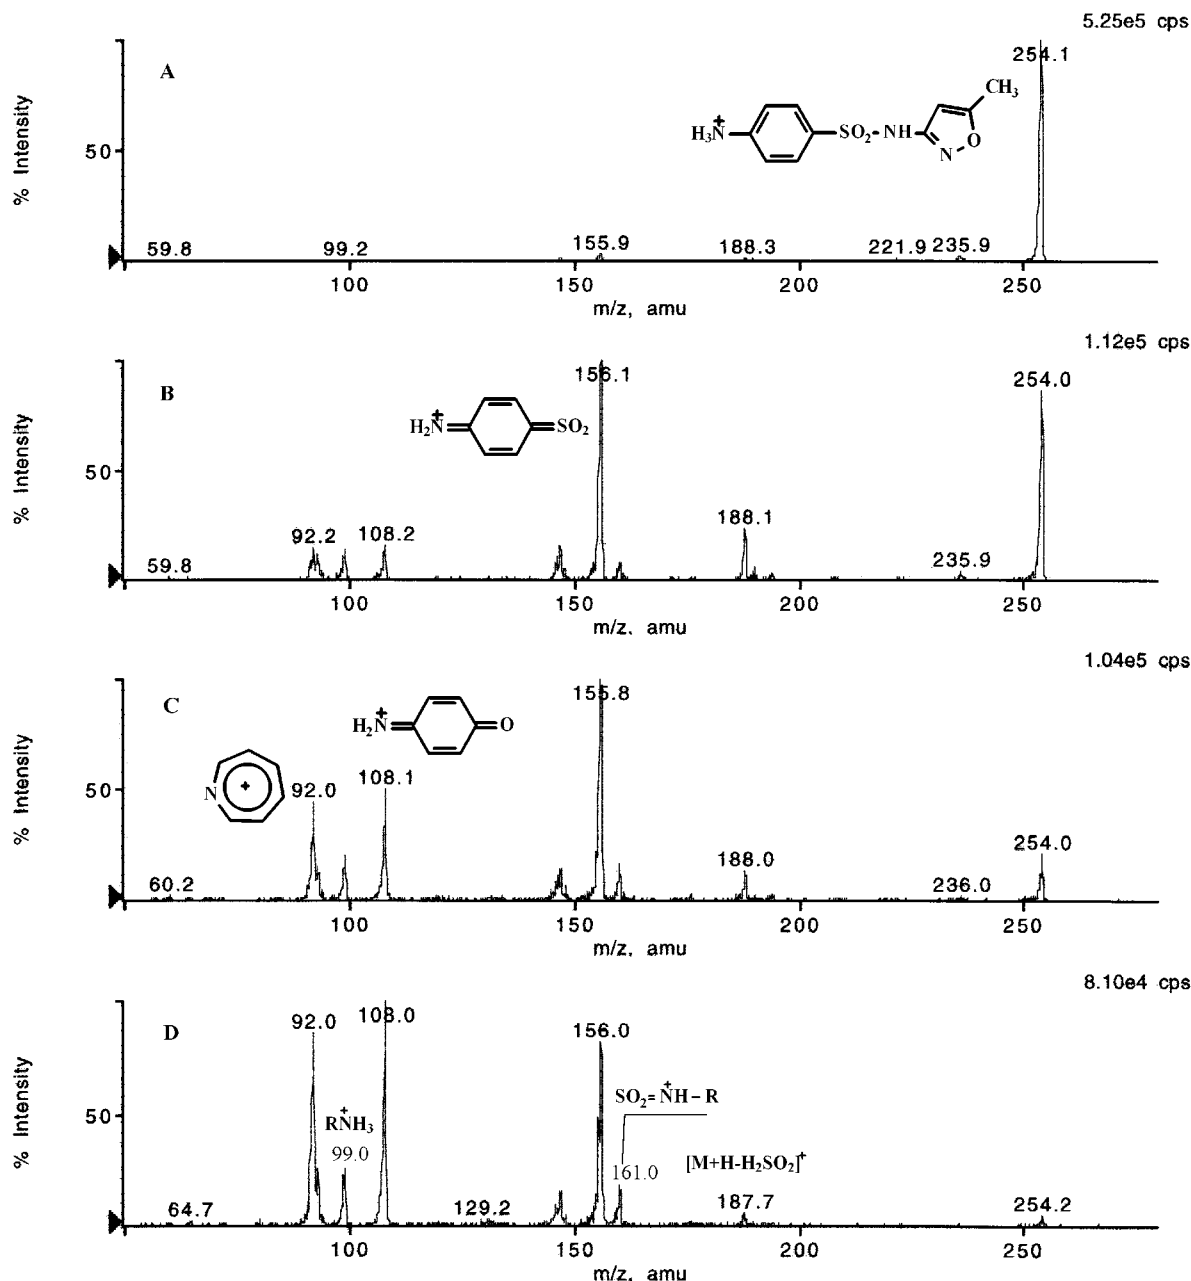 5.25e5 cps
A
254.1
CH3
H3N+ SO2-NH N O
% Intensity
50
59.8 99.2 155.9 188.3 221.9 235.9
100 150 200 250
m/z, amu
1.12e5 cps
B
156.1
254.0
H2N+ SO2
% Intensity
50
92.2 108.2 188.1
59.8 235.9
100 150 200 250
m/z, amu
1.04e5 cps
C
155.8
H2N+ O
N +
% Intensity
50
92.0 108.1
188.0 254.0
60.2 236.0
100 150 200 250
m/z, amu
8.10e4 cps
D
92.0 108.0 156.0
% Intensity
50
RNH3+
99.0
SO2=NH+-R
161.0
[M+H-H2SO2]+
64.7 129.2 187.7 254.2
100 150 200 250
m/z, amu